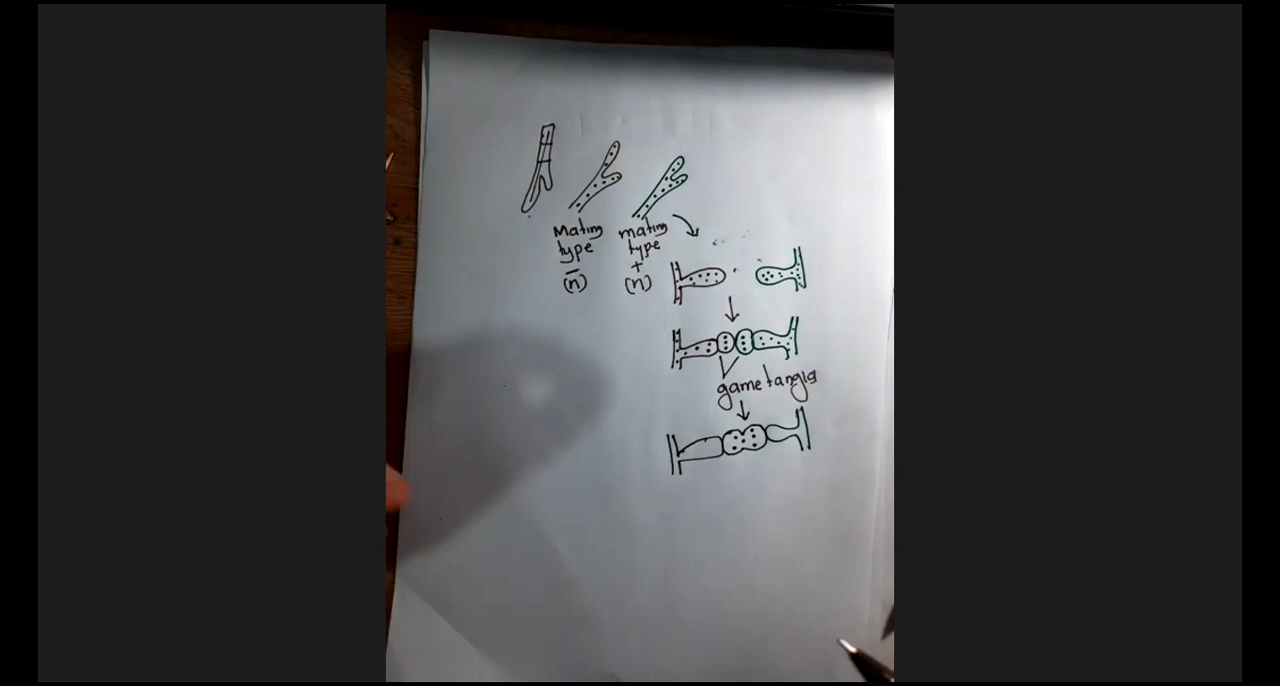 Mating
type
-
(n)
mating
type
+
(n)
gametangia